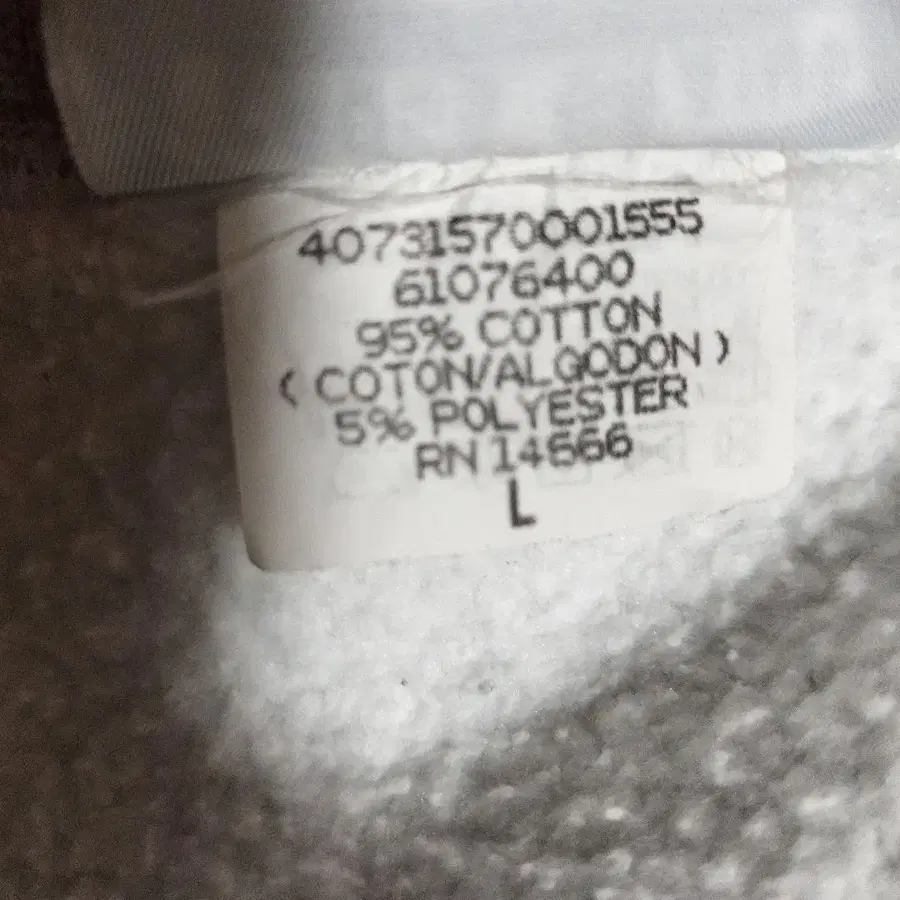 40731570001555
61076400
95% COTTON
( COTON/ALGODON )
5% POLYESTER
RN 14666
L